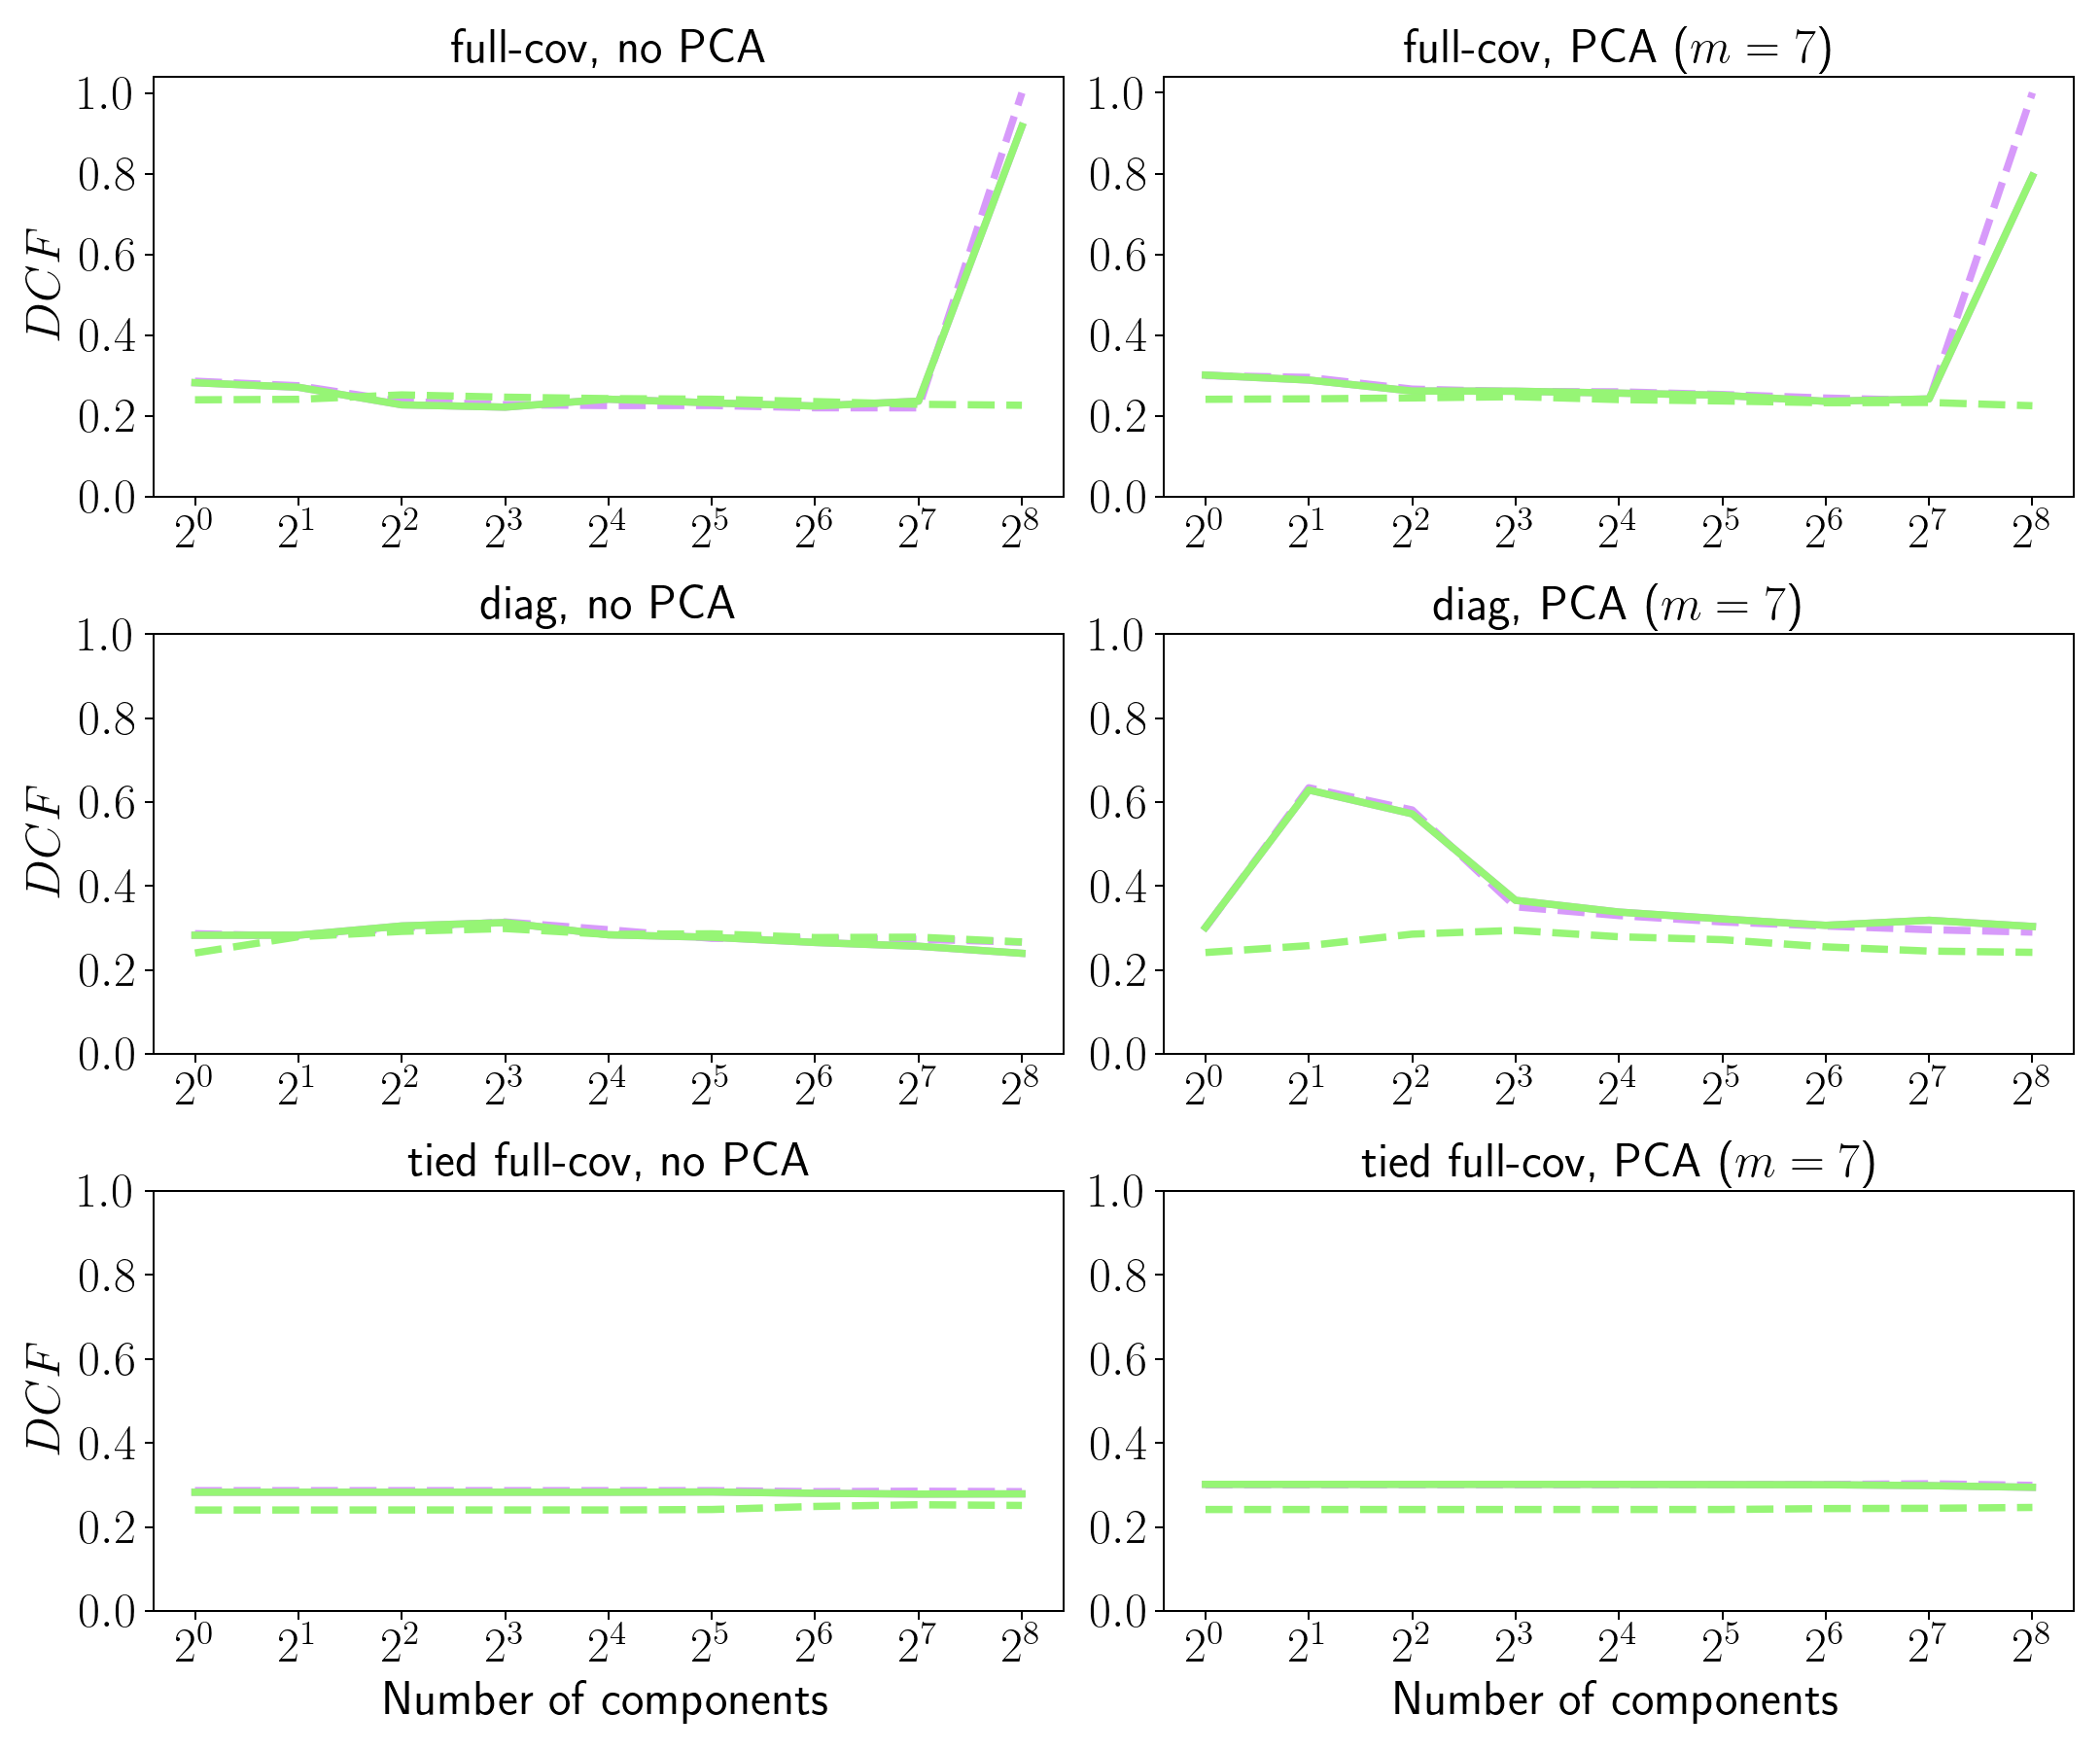 full-cov, no PCA
full-cov, PCA (m = 7)
DCF
1.0
0.8
0.6
0.4
0.2
0.0
2^0 2^1 2^2 2^3 2^4 2^5 2^6 2^7 2^8
1.0
0.8
0.6
0.4
0.2
0.0
2^0 2^1 2^2 2^3 2^4 2^5 2^6 2^7 2^8
diag, no PCA
diag, PCA (m = 7)
DCF
1.0
0.8
0.6
0.4
0.2
0.0
2^0 2^1 2^2 2^3 2^4 2^5 2^6 2^7 2^8
1.0
0.8
0.6
0.4
0.2
0.0
2^0 2^1 2^2 2^3 2^4 2^5 2^6 2^7 2^8
tied full-cov, no PCA
tied full-cov, PCA (m = 7)
DCF
1.0
0.8
0.6
0.4
0.2
0.0
2^0 2^1 2^2 2^3 2^4 2^5 2^6 2^7 2^8
Number of components
1.0
0.8
0.6
0.4
0.2
0.0
2^0 2^1 2^2 2^3 2^4 2^5 2^6 2^7 2^8
Number of components